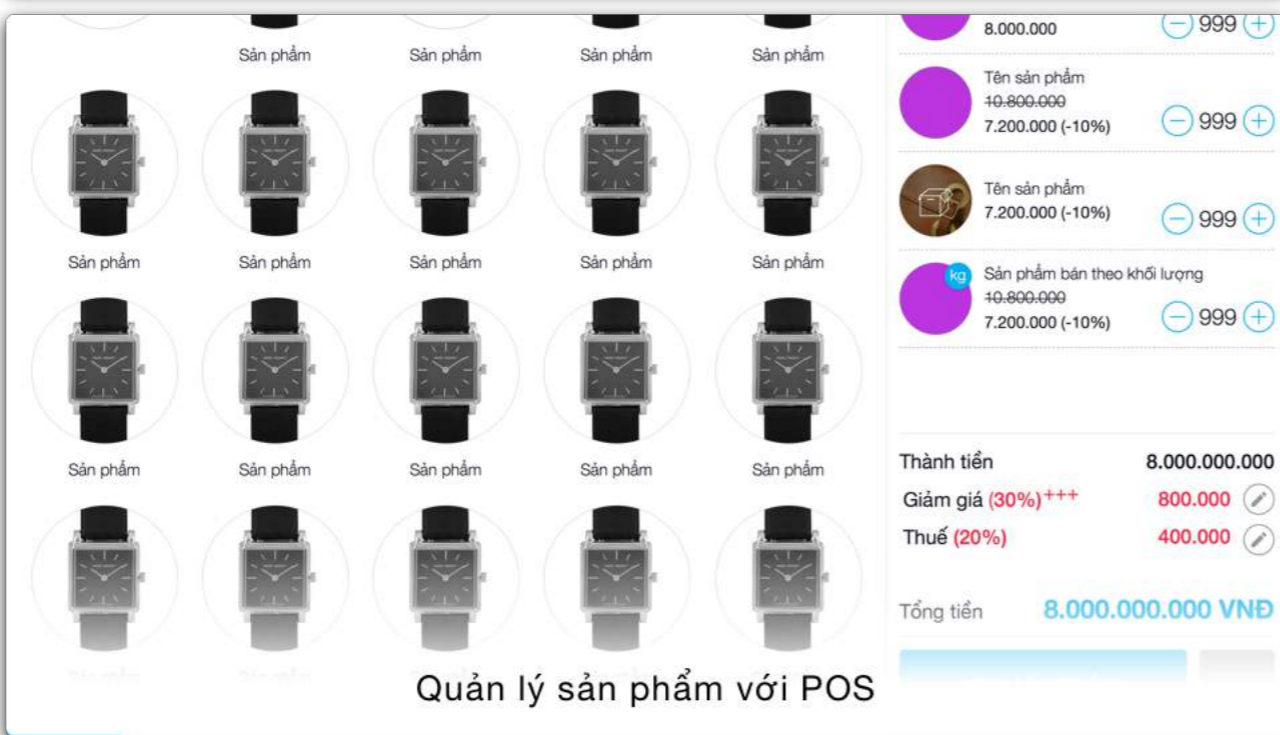 Sản phẩm Sản phẩm Sản phẩm Sản phẩm
Sản phẩm Sản phẩm Sản phẩm Sản phẩm Sản phẩm
Sản phẩm Sản phẩm Sản phẩm Sản phẩm Sản phẩm
8.000.000
999
Tên sản phẩm
10.800.000
7.200.000 (-10%)
999
Tên sản phẩm
7.200.000 (-10%)
999
kg
Sản phẩm bán theo khối lượng
10.800.000
7.200.000 (-10%)
999
Thành tiền 8.000.000.000
Giảm giá (30%)+++ 800.000
Thuế (20%) 400.000
Tổng tiền 8.000.000.000 VNĐ
Quản lý sản phẩm với POS